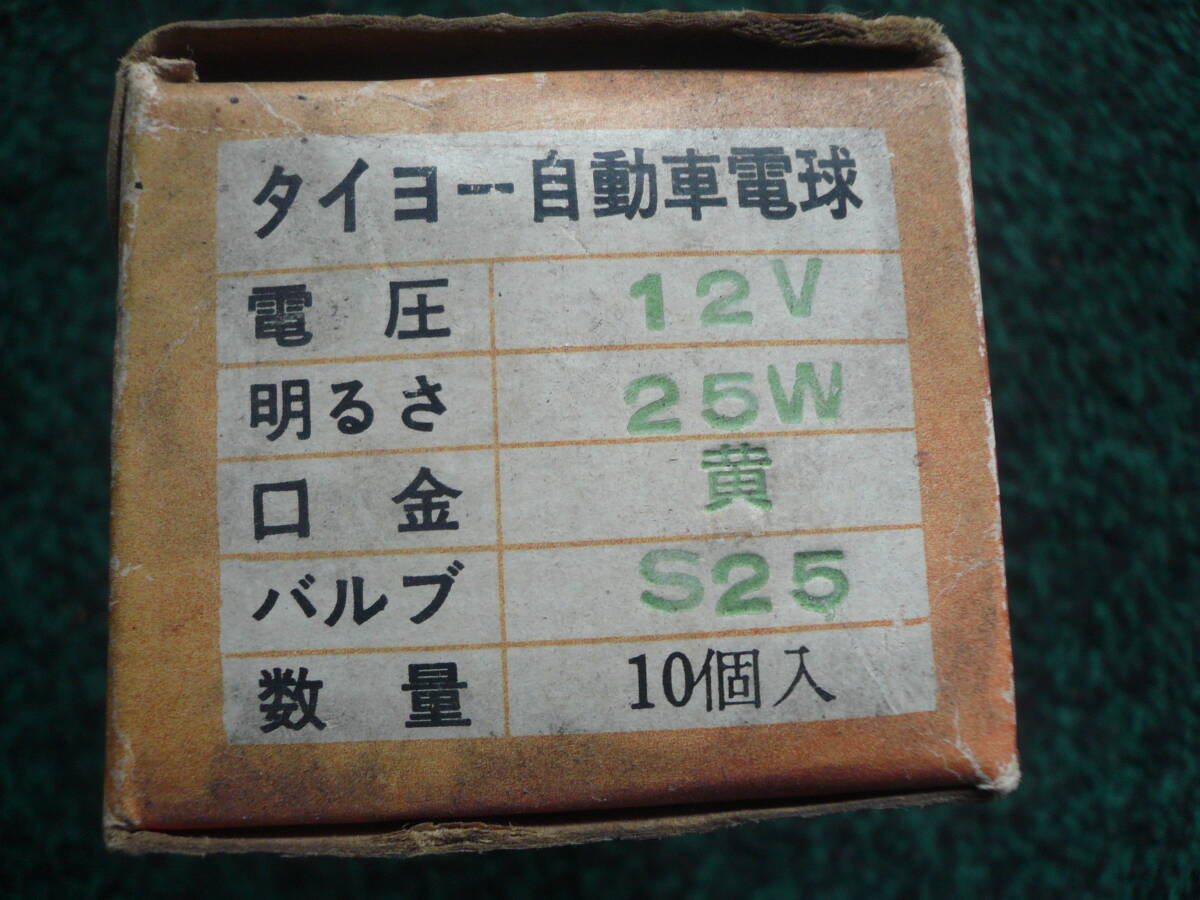 タイヨー自動車電球
電圧 12V
明るさ 25W
口金 黄
バルブ S25
数量 10個入